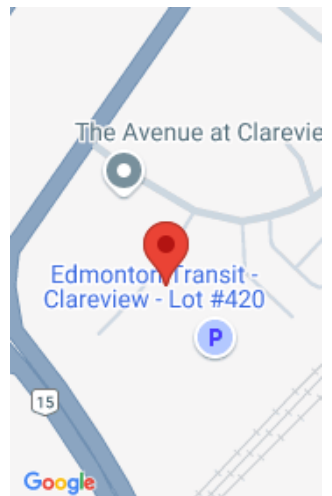 The Avenue at Clarevie
Edmonton Transit -
Clareview - Lot #420
P
15
Google